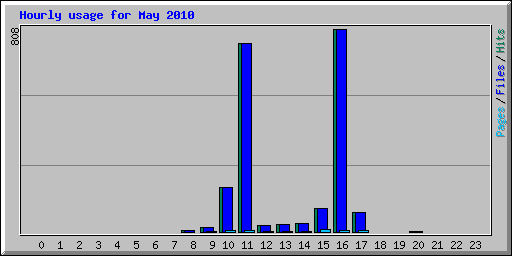 Hourly usage for May 2010
808
Pages/Files/Hits
0 1 2 3 4 5 6 7 8 9 10 11 12 13 14 15 16 17 18 19 20 21 22 23